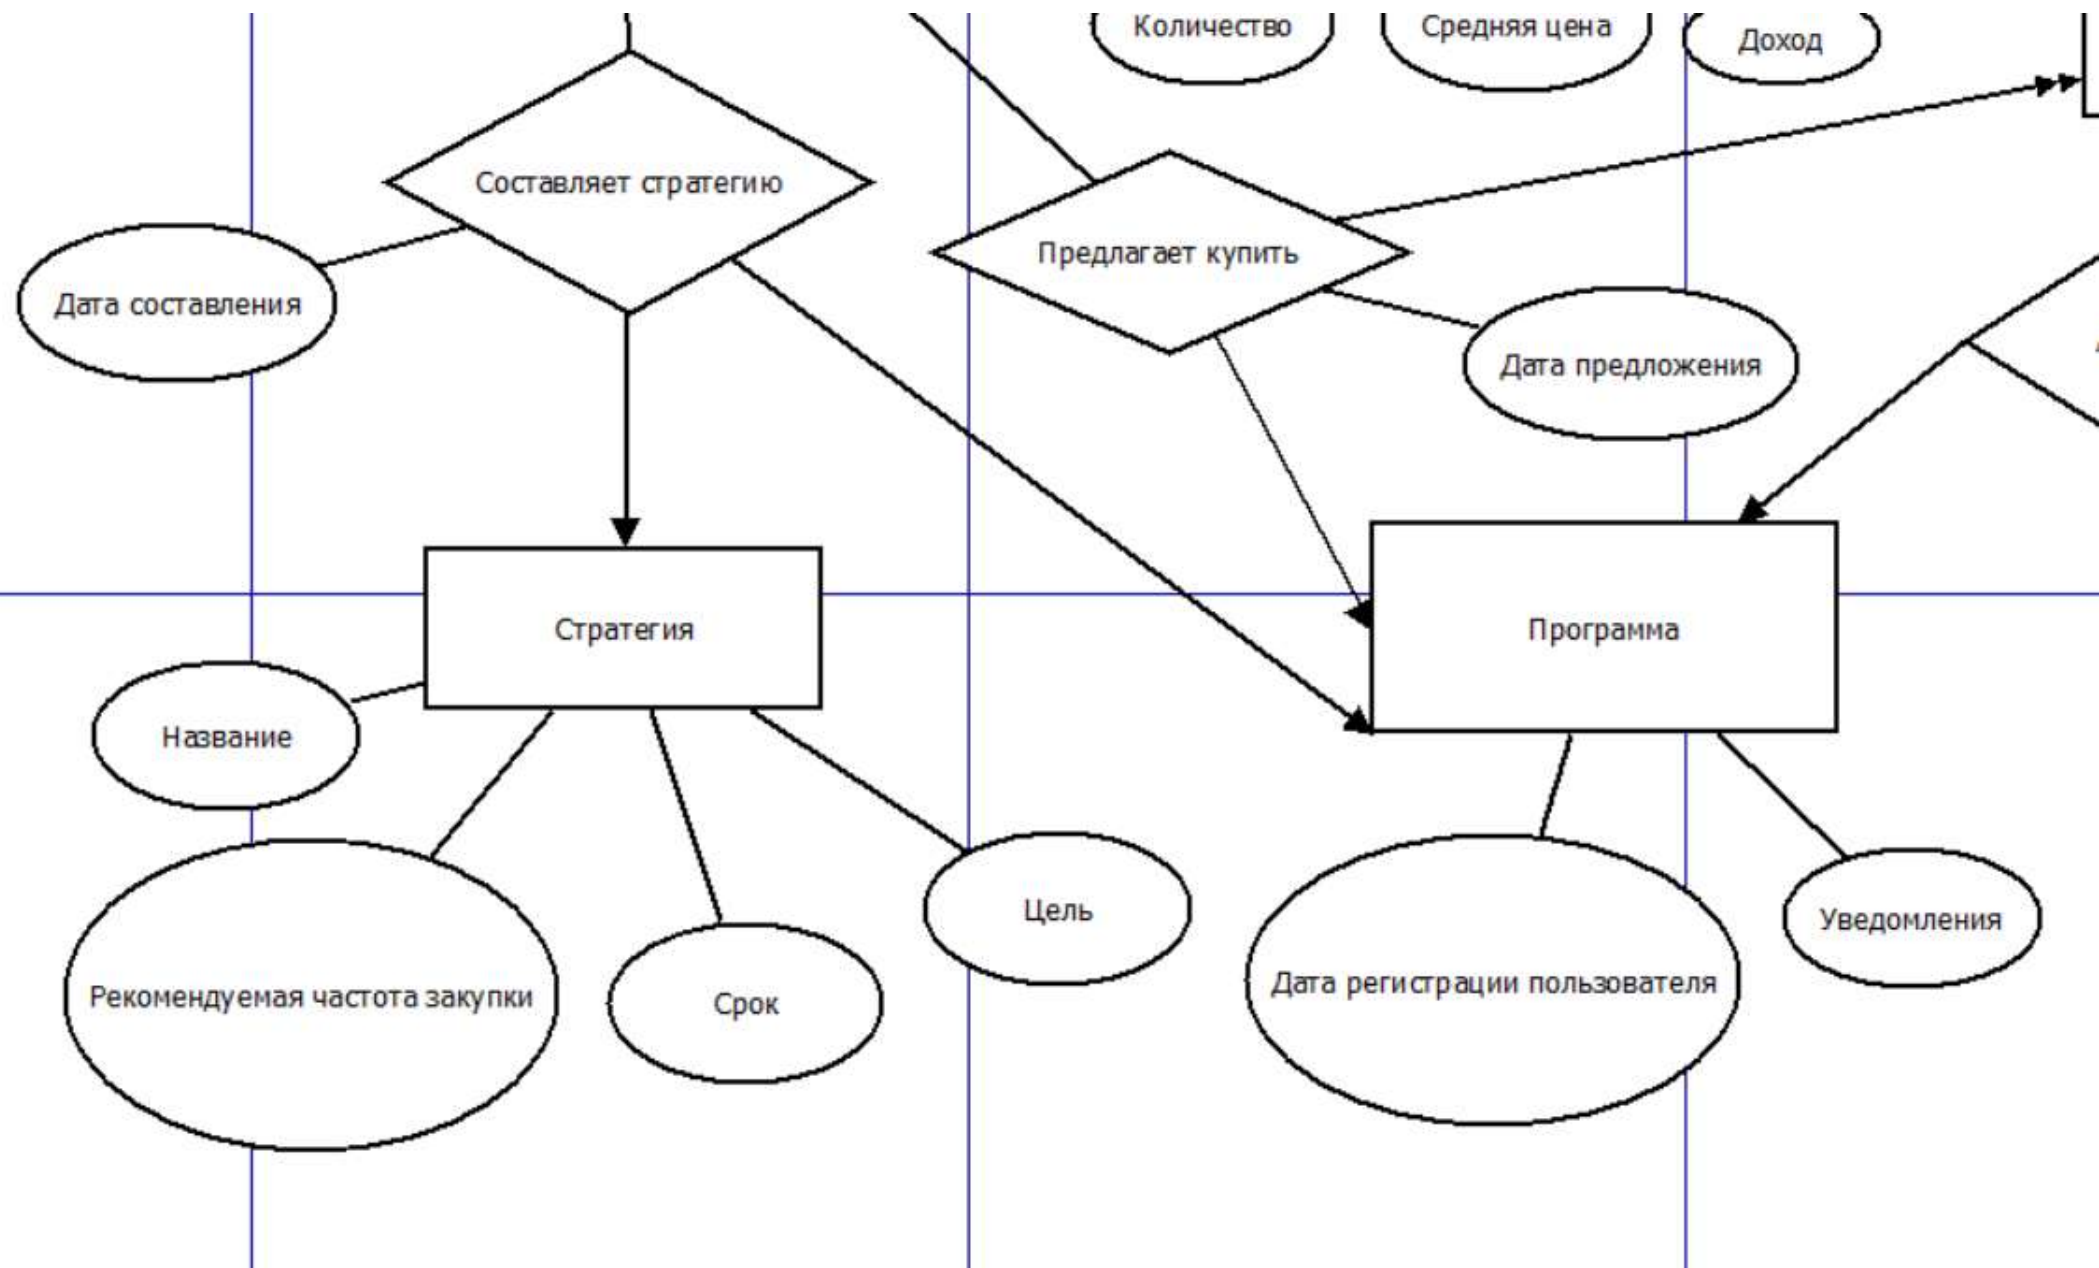 Количество
Средняя цена
Доход
Составляет стратегию
Предлагает купить
Дата составления
Дата предложения
Стратегия
Программа
Название
Цель
Уведомления
Рекомендуемая частота закупки
Срок
Дата регистрации пользователя